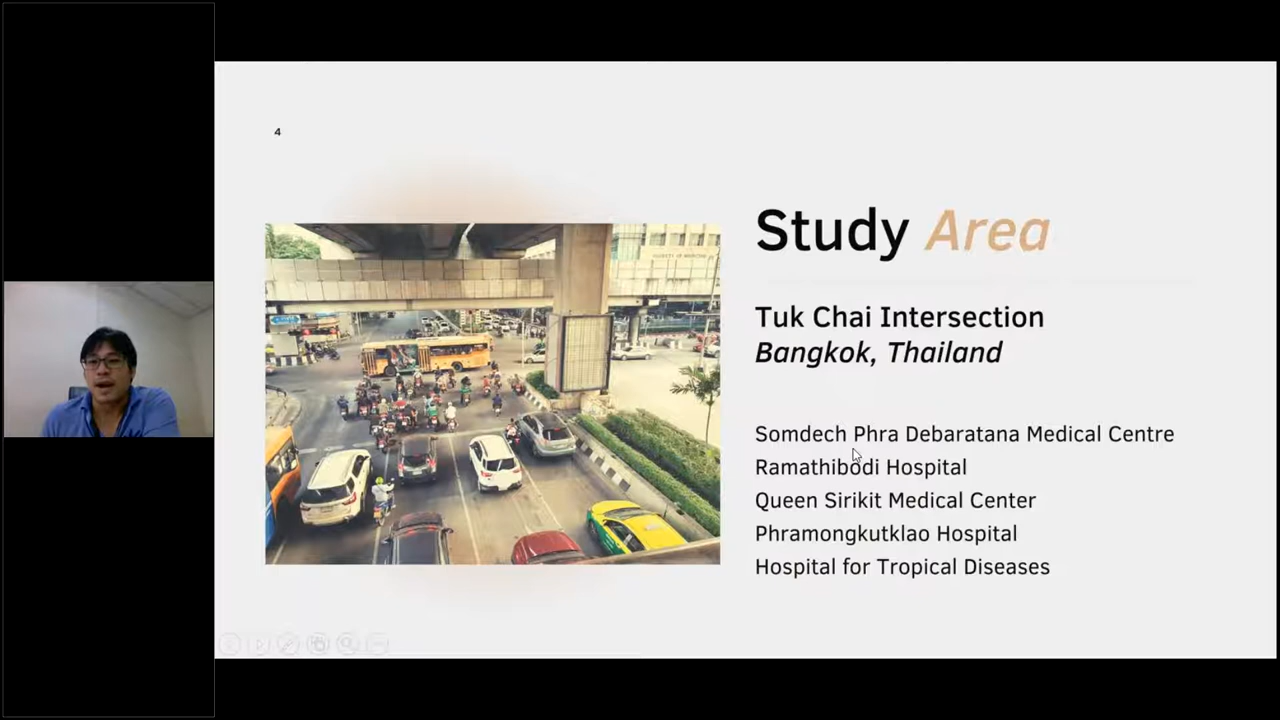 4
Study Area
Tuk Chai Intersection
Bangkok, Thailand
Somdech Phra Debaratana Medical Centre
Ramathibodi Hospital
Queen Sirikit Medical Center
Phramongkutklao Hospital
Hospital for Tropical Diseases